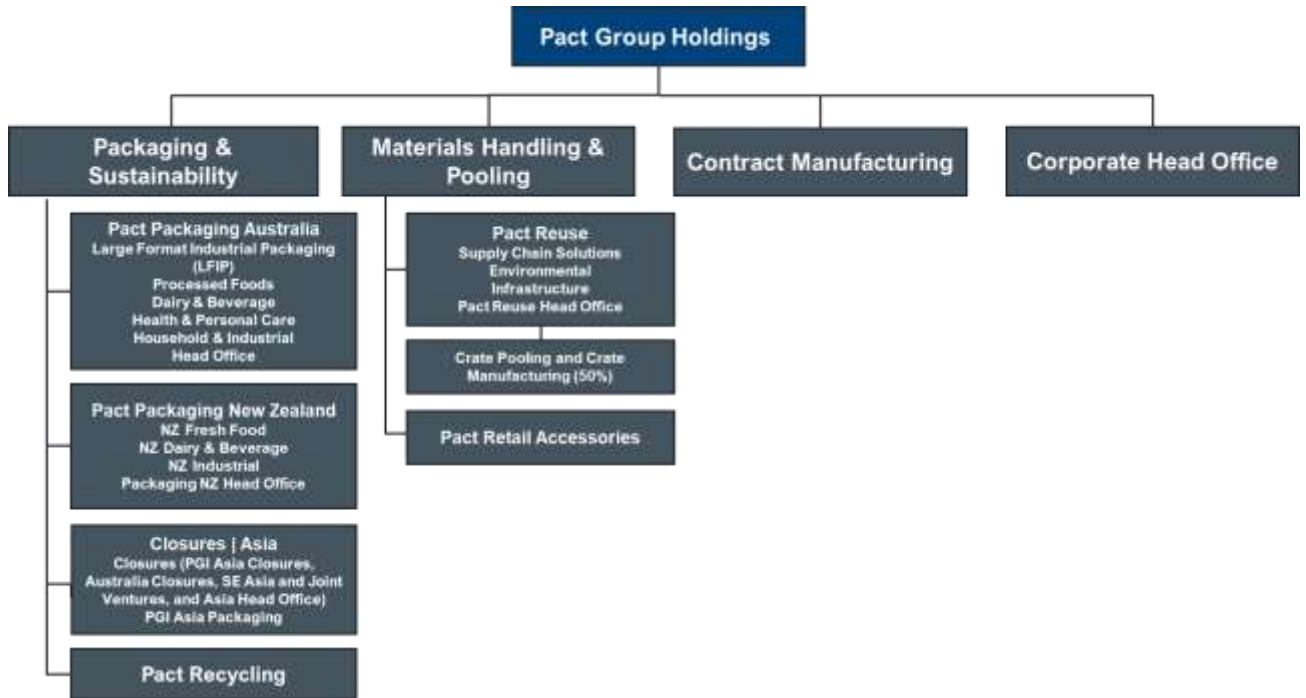 Pact Group Holdings
Packaging &
Sustainability
Materials Handling &
Pooling
Contract Manufacturing
Corporate Head Office
Pact Packaging Australia
Large Format Industrial Packaging
(LFIP)
Processed Foods
Dairy & Beverage
Health & Personal Care
Household & Industrial
Head Office
Pact Packaging New Zealand
NZ Fresh Food
NZ Dairy & Beverage
NZ Industrial
Packaging NZ Head Office
Closures | Asia
Closures (PGI Asia Closures,
Australia Closures, SE Asia and Joint
Ventures, and Asia Head Office)
PGI Asia Packaging
Pact Recycling
Pact Reuse
Supply Chain Solutions
Environmental
Infrastructure
Pact Reuse Head Office
Crate Pooling and Crate
Manufacturing (50%)
Pact Retail Accessories